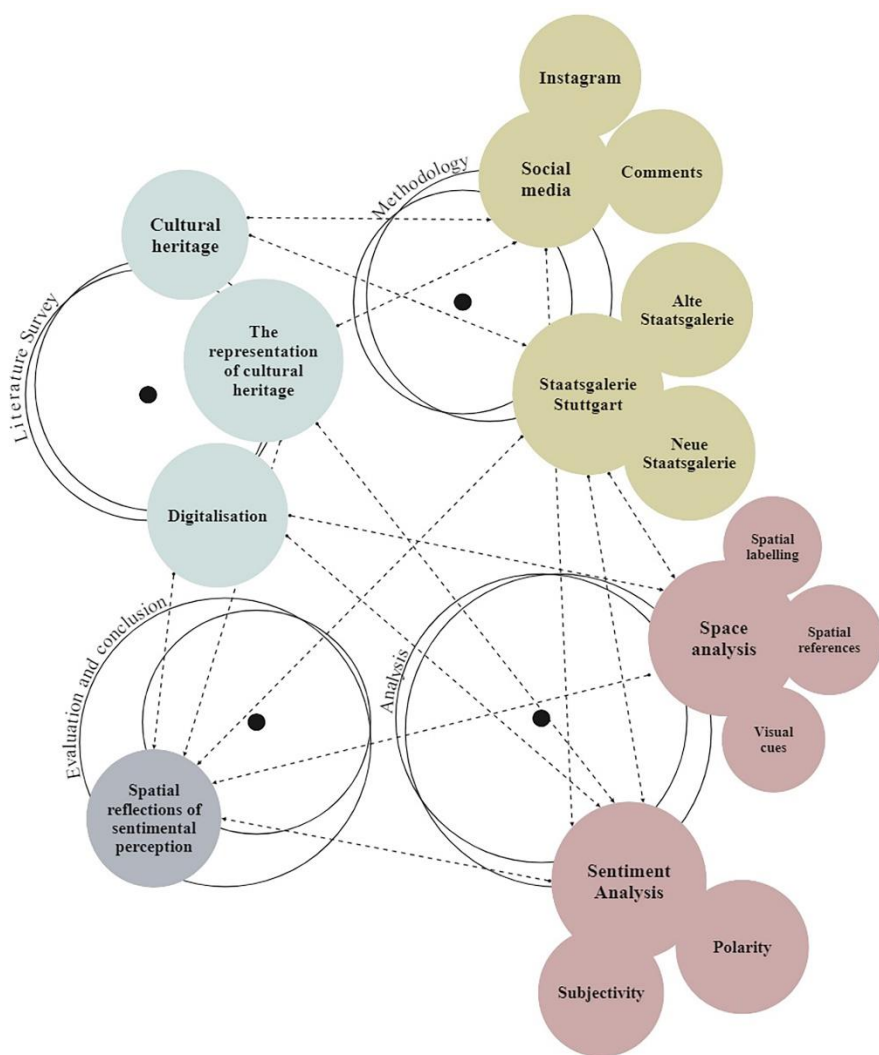 Instagram
Social
media
Comments
Methodology
Cultural
heritage
Alte
Staatsgalerie
The
representation
of cultural
heritage
Literature Survey
Staatsgalerie
Stuttgart
Neue
Staatsgalerie
Digitalisation
Spatial
labelling
Space
analysis
Spatial
references
Visual
cues
Evaluation and conclusion
Analysis
Spatial
reflections of
sentimental
perception
Sentiment
Analysis
Polarity
Subjectivity